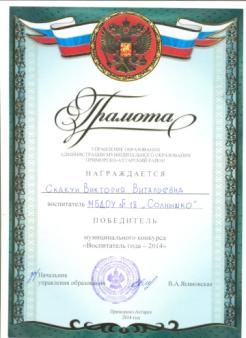 Грамота
УПРАВЛЕНИЕ ОБРАЗОВАНИЯ
АДМИНИСТРАЦИИ МУНИЦИПАЛЬНОГО ОБРАЗОВАНИЯ
ПРИМОРСКО-АХТАРСКИЙ РАЙОН
НАГРАЖДАЕТСЯ
Скакун Виктория Витальевна
воспитатель МБДОУ № 18 „Солнышко"
ПОБЕДИТЕЛЬ
муниципального конкурса
«Воспитатель года – 2014»
Начальник
управления образования В.А.Яшновская
Приморско-Ахтарск
2014 год